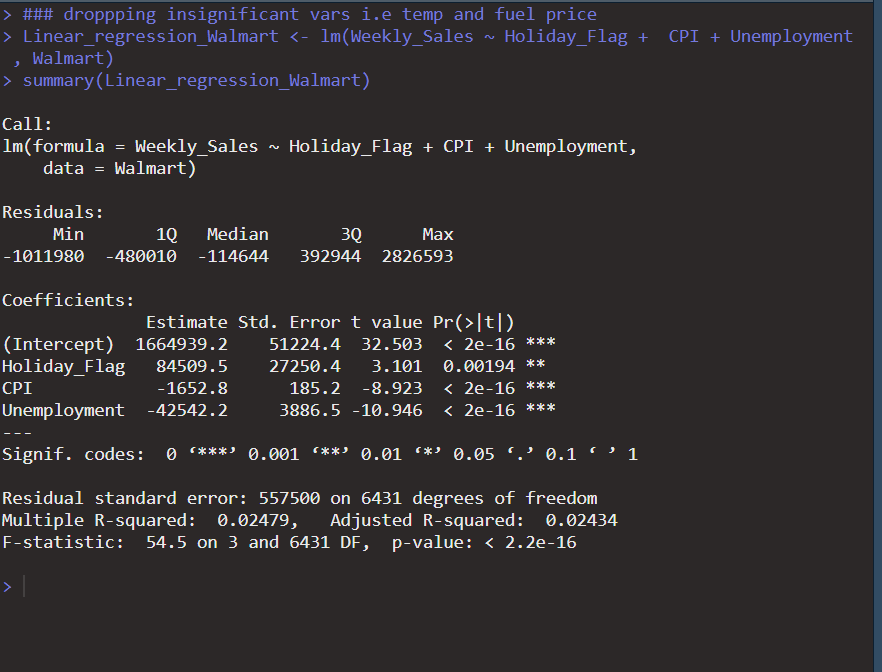 > ### droppping insignificant vars i.e temp and fuel price
> Linear_regression_Walmart <- lm(Weekly_Sales ~ Holiday_Flag +  CPI + Unemployment
 , Walmart)
> summary(Linear_regression_Walmart)

Call:
lm(formula = Weekly_Sales ~ Holiday_Flag + CPI + Unemployment, 
    data = Walmart)

Residuals:
     Min       1Q   Median       3Q      Max 
-1011980  -480010  -114644   392944  2826593 

Coefficients:
              Estimate Std. Error t value Pr(>|t|)    
(Intercept)  1664939.2    51224.4  32.503  < 2e-16 ***
Holiday_Flag   84509.5    27250.4   3.101  0.00194 ** 
CPI            -1652.8      185.2  -8.923  < 2e-16 ***
Unemployment  -42542.2     3886.5 -10.946  < 2e-16 ***
---
Signif. codes:  0 ‘***’ 0.001 ‘**’ 0.01 ‘*’ 0.05 ‘.’ 0.1 ‘ ’ 1

Residual standard error: 557500 on 6431 degrees of freedom
Multiple R-squared:  0.02479,	Adjusted R-squared:  0.02434 
F-statistic:  54.5 on 3 and 6431 DF,  p-value: < 2.2e-16

>